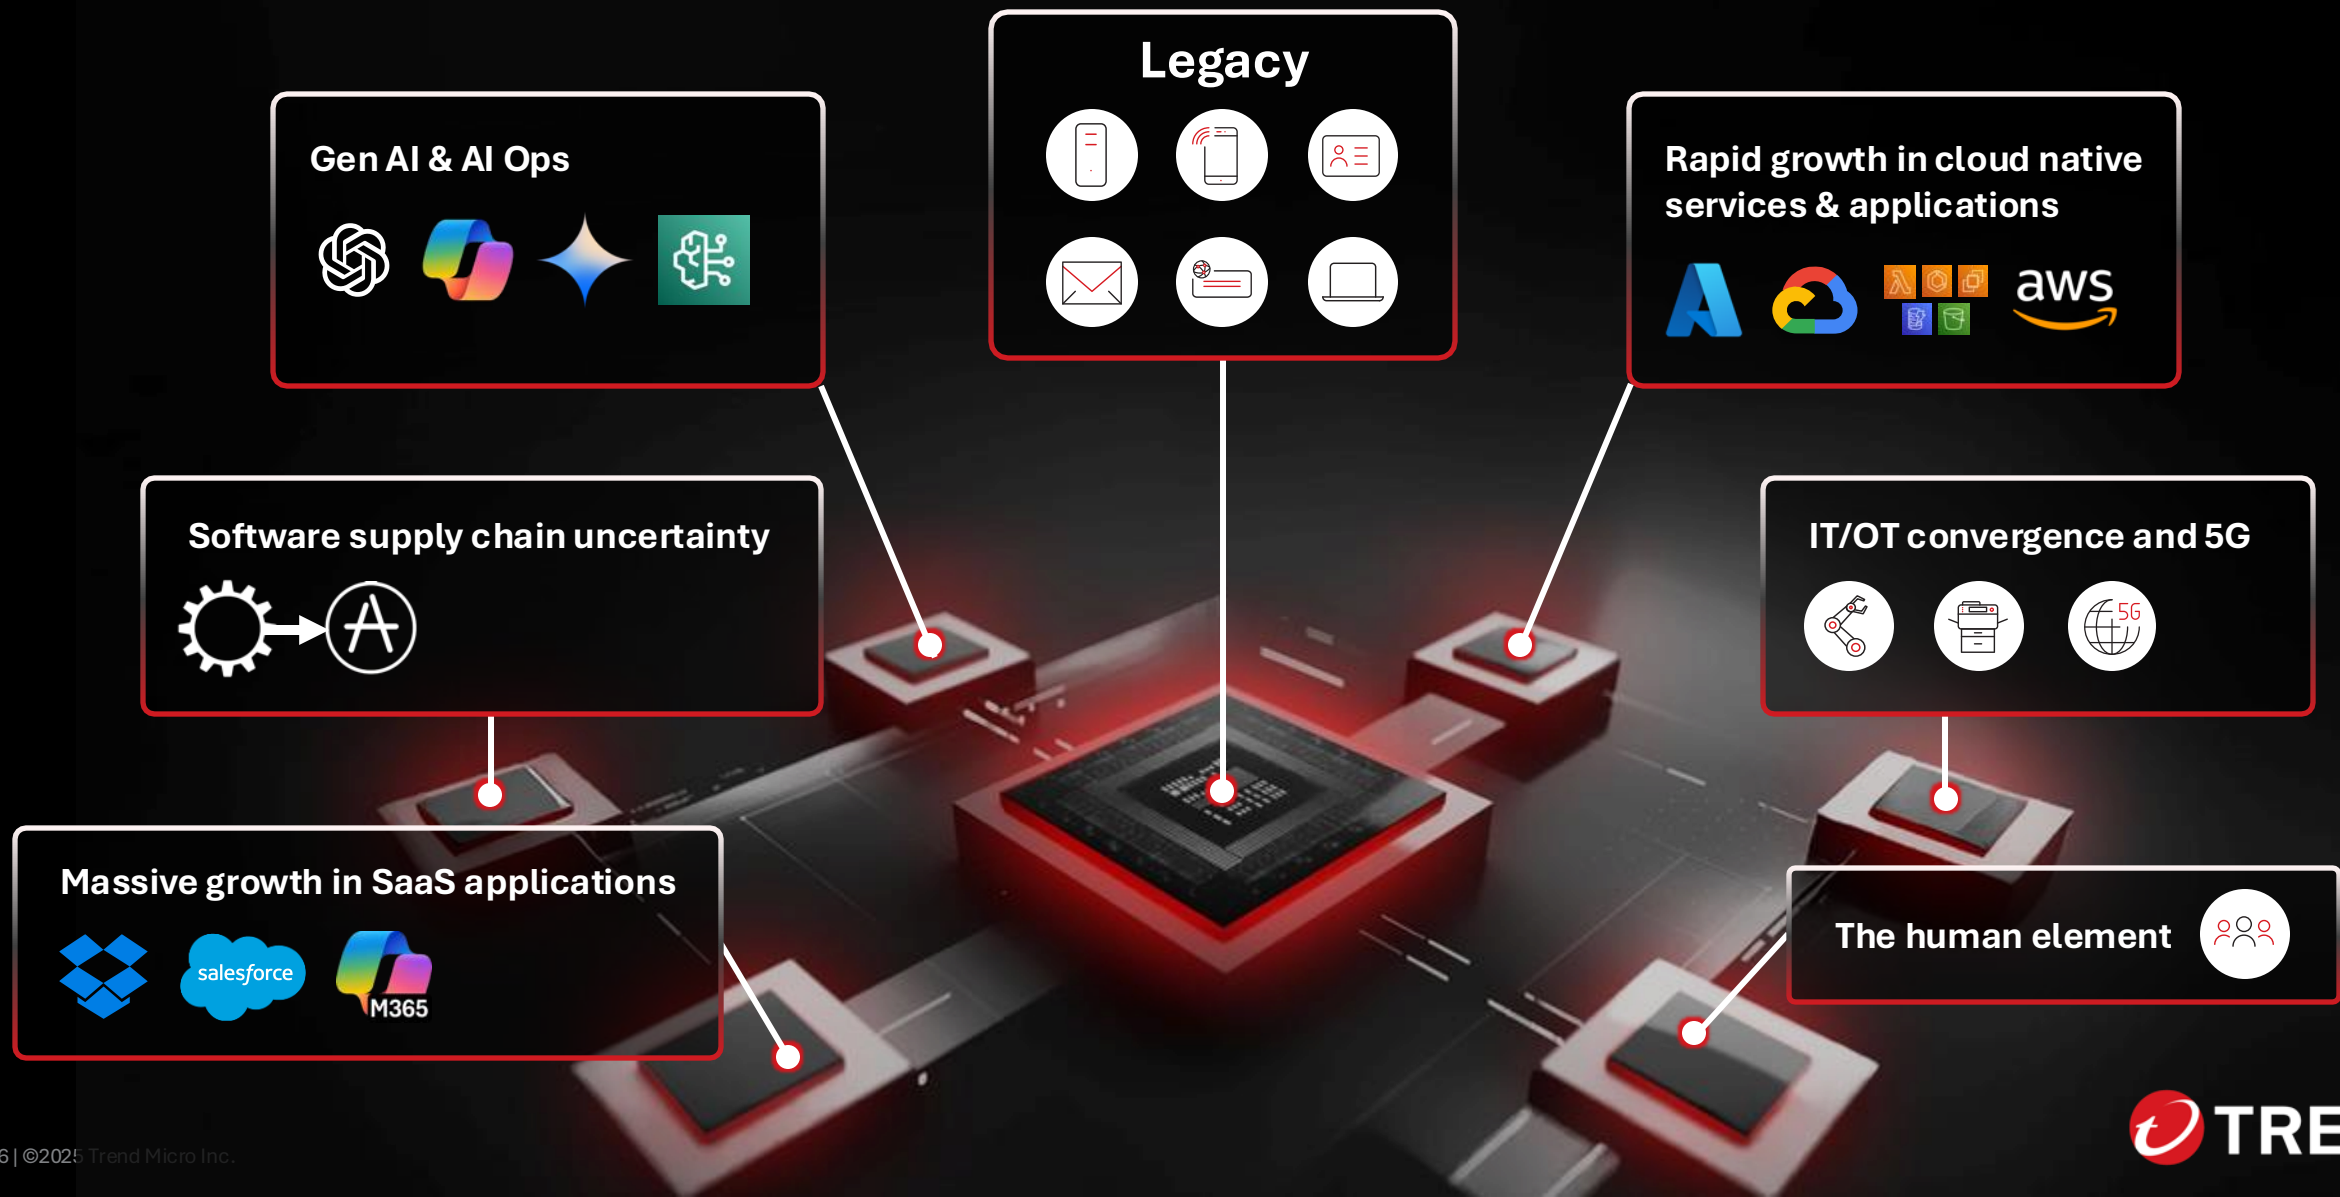 Legacy
Gen AI & AI Ops
Rapid growth in cloud native
services & applications
aws
Software supply chain uncertainty
IT/OT convergence and 5G
5G
Massive growth in SaaS applications
salesforce
M365
The human element
6 | ©2025 Trend Micro Inc.
TRE